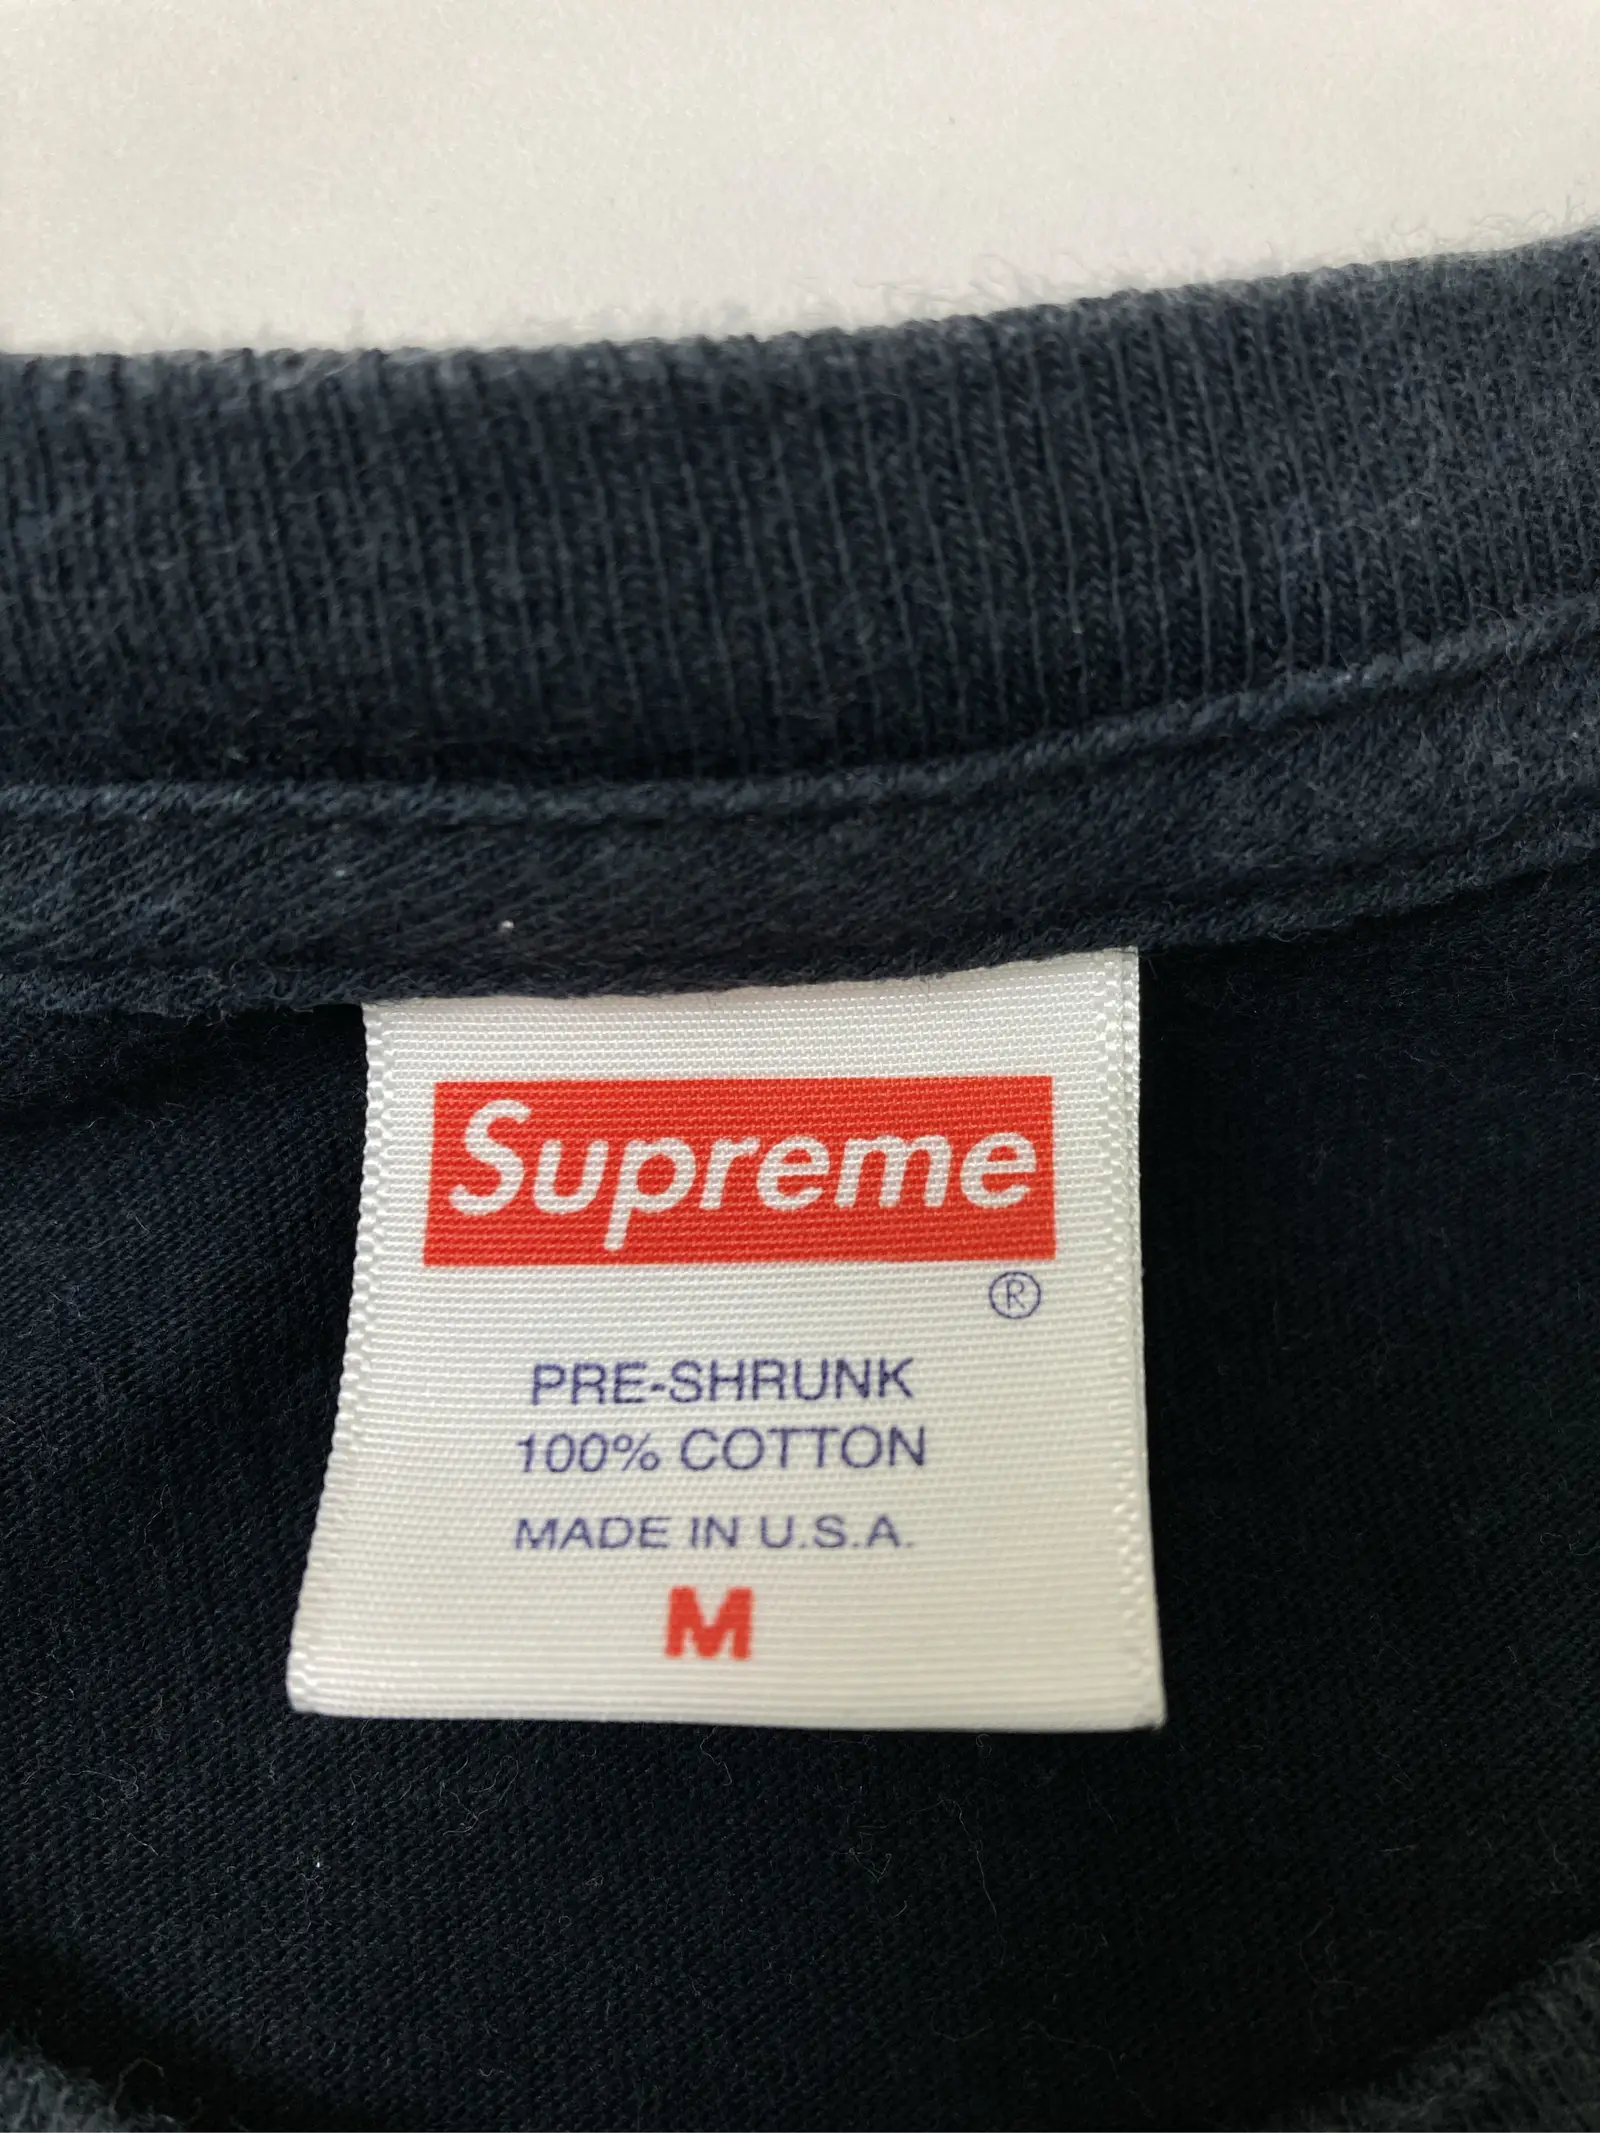 Supreme
®
PRE-SHRUNK
100% COTTON
MADE IN U.S.A.
M